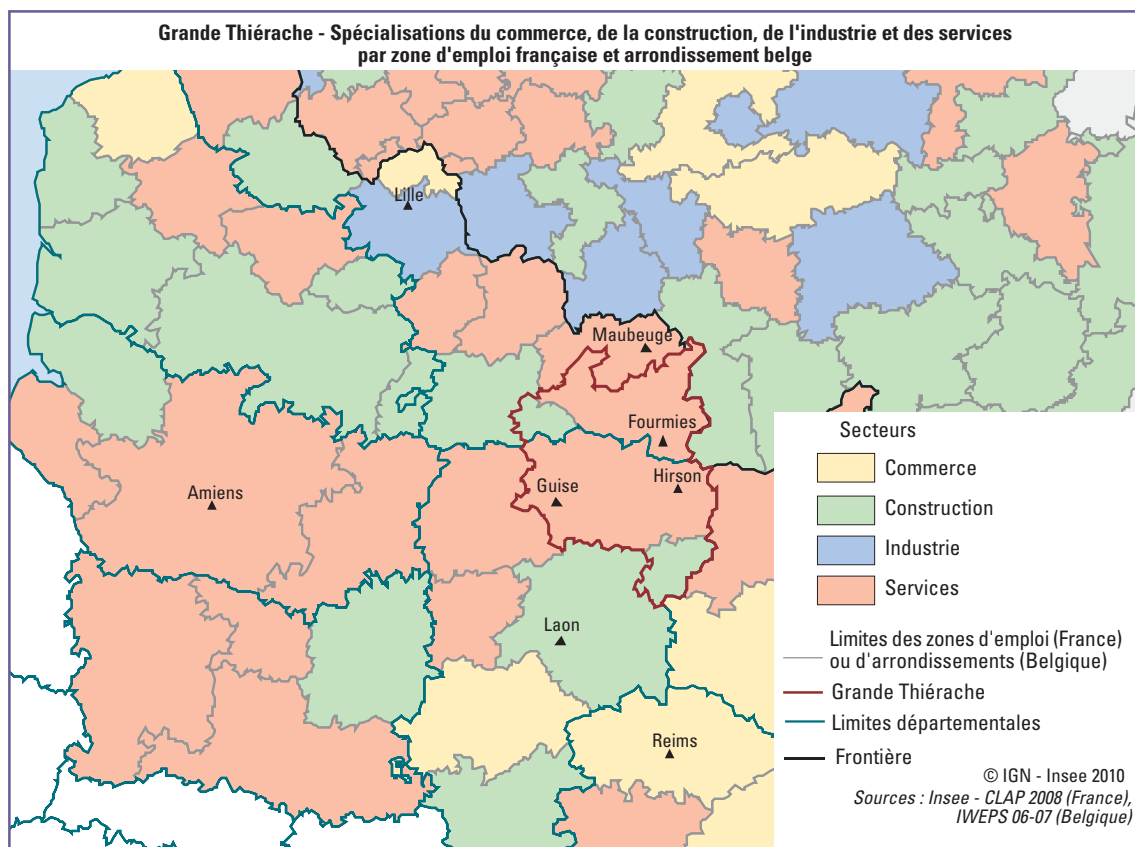 Grande Thiérache - Spécialisations du commerce, de la construction, de l'industrie et des services
par zone d'emploi française et arrondissement belge
Lille
Maubeuge
Fourmies
Hirson
Guise
Amiens
Laon
Reims
Secteurs
Commerce
Construction
Industrie
Services
Limites des zones d'emploi (France)
ou d'arrondissements (Belgique)
Grande Thiérache
Limites départementales
Frontière
© IGN - Insee 2010
Sources : Insee - CLAP 2008 (France),
IWEPS 06-07 (Belgique)